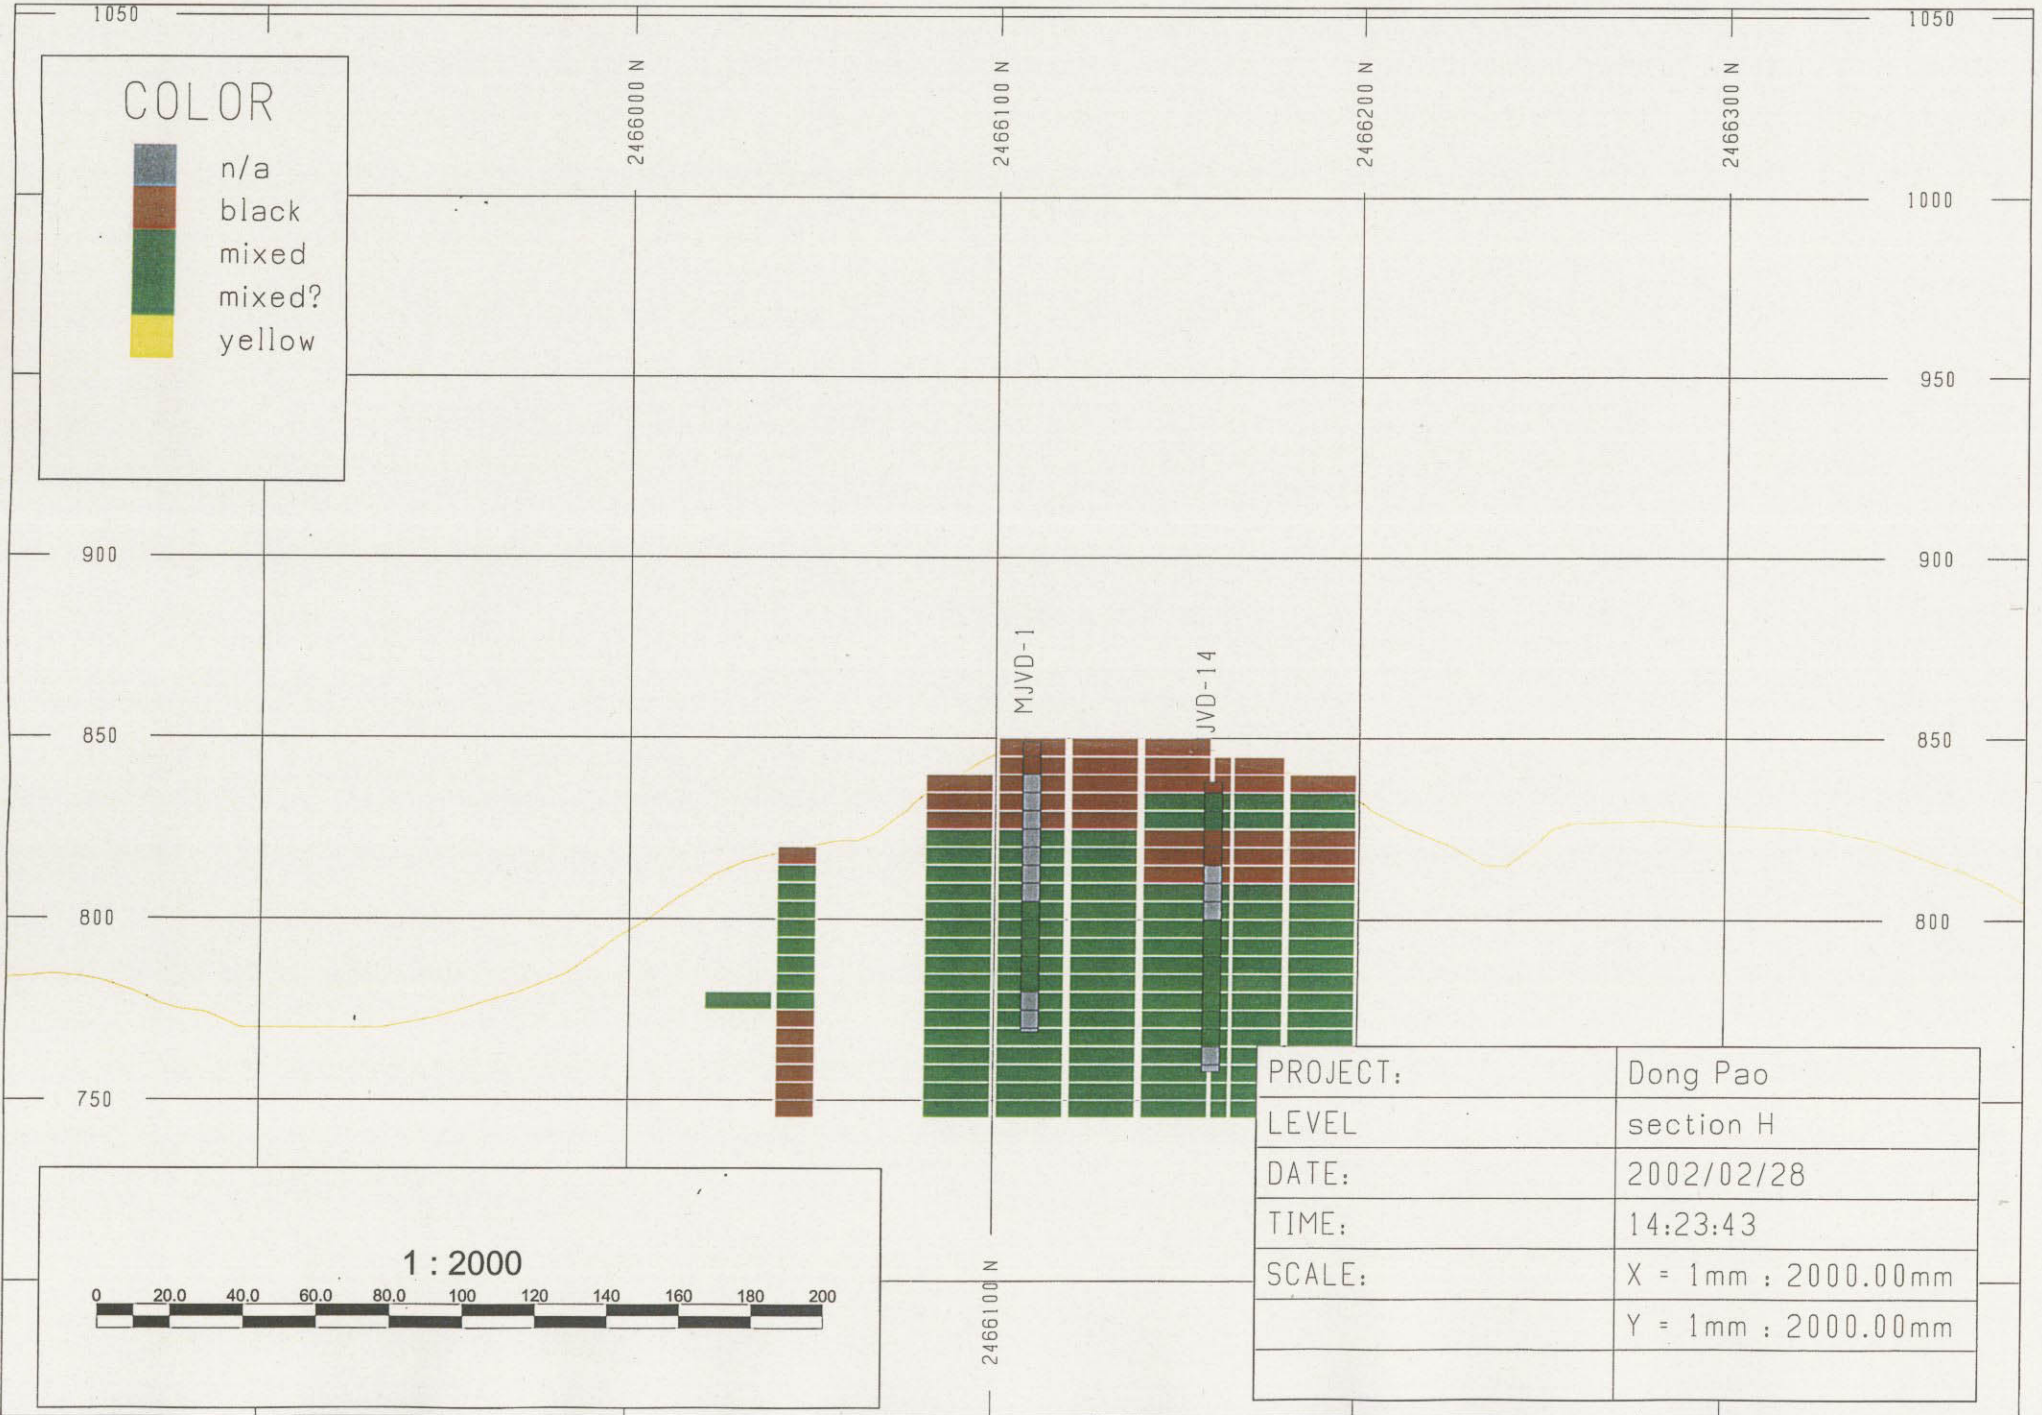 1050
1050
COLOR
n/a
black
mixed
mixed?
yellow
2466000 N
2466100 N
2466200 N
2466300 N
1000
950
900
900
MJVD-1
JVD-14
850
850
800
800
750
PROJECT: Dong Pao
LEVEL section H
DATE: 2002/02/28
TIME: 14:23:43
SCALE: X = 1mm : 2000.00mm
Y = 1mm : 2000.00mm
1 : 2000
0 20.0 40.0 60.0 80.0 100 120 140 160 180 200
2466100 N